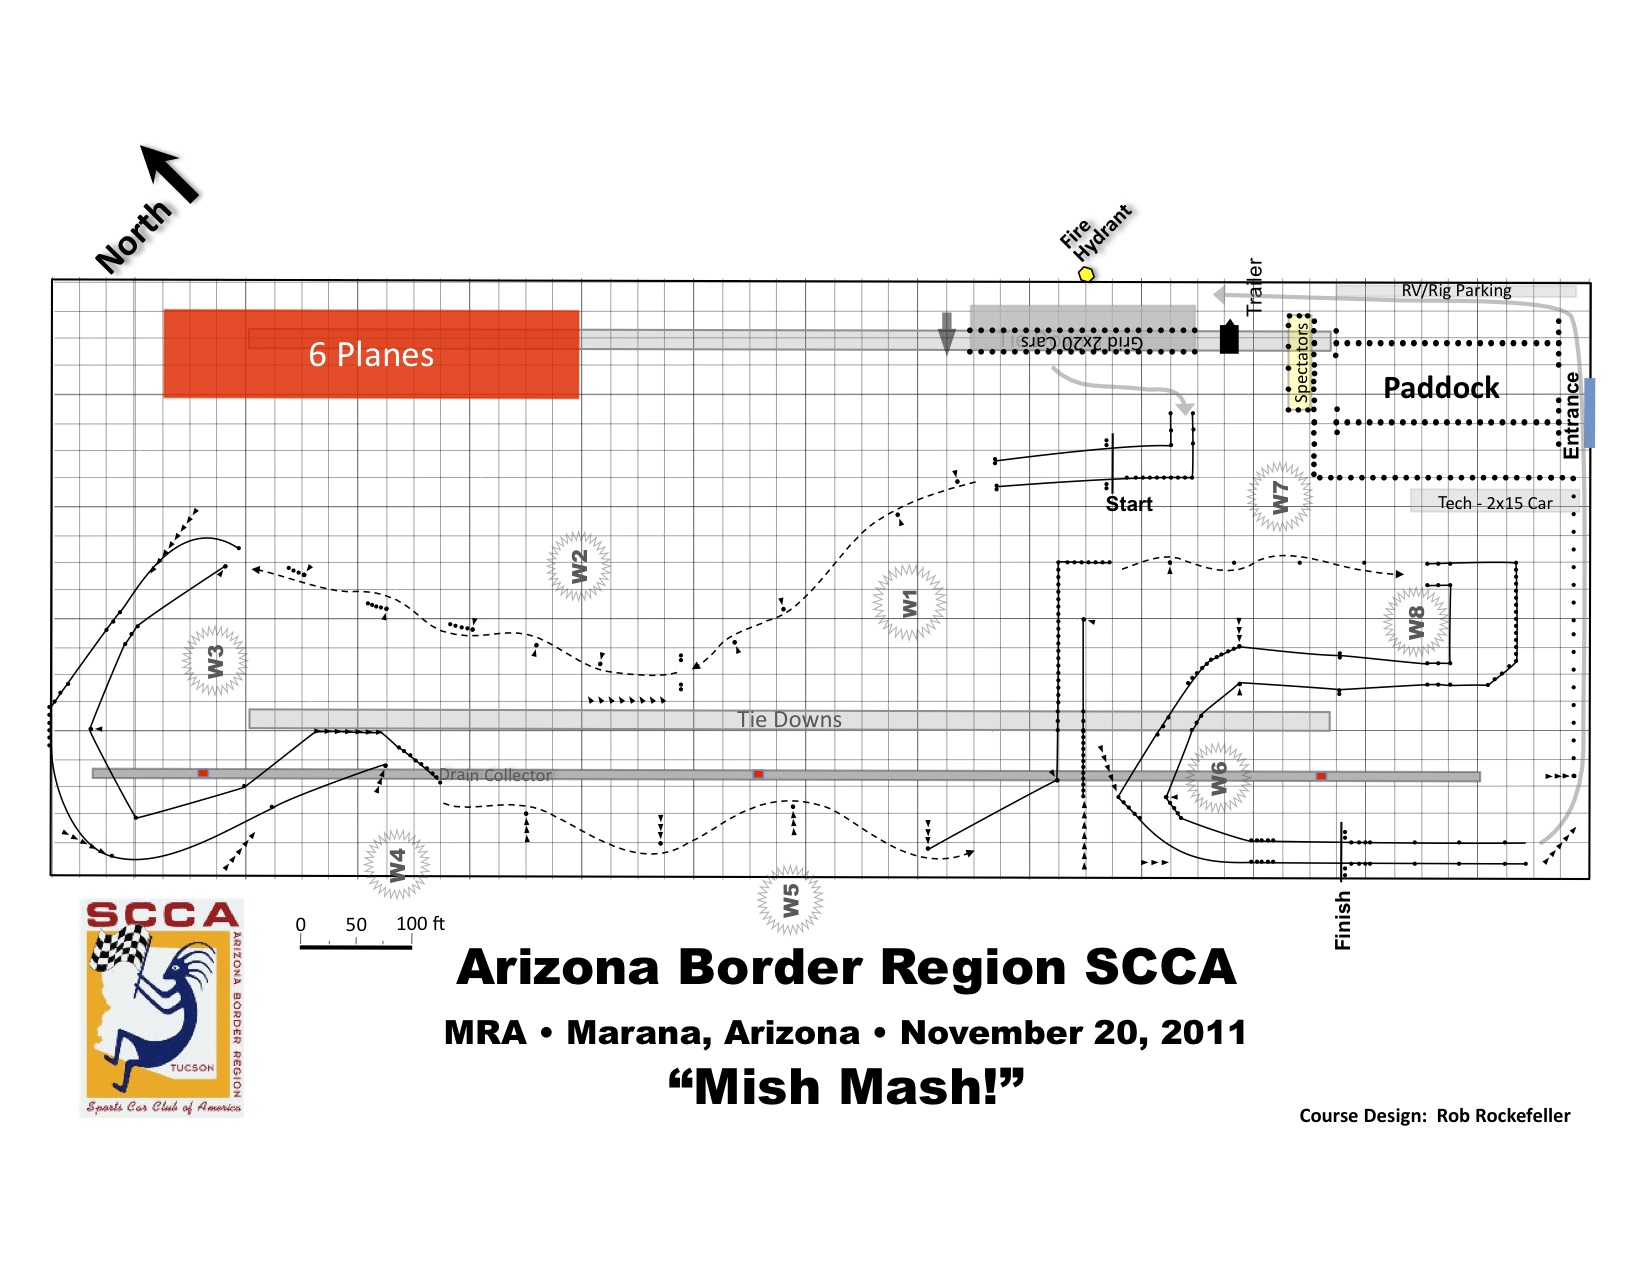 North
Fire
Hydrant
Trailer
RV/Rig Parking
6 Planes
Grid 2x20 Cars
Spectators
Paddock
Entrance
Start
W7
Tech - 2x15 Car
W2
W1
W8
W3
Tie Downs
Drain Collector
W6
W4
W5
Finish
0 50 100 ft
SCCA
ARIZONA BORDER REGION
TUCSON
Sports Car Club of America
Arizona Border Region SCCA
MRA • Marana, Arizona • November 20, 2011
“Mish Mash!”
Course Design: Rob Rockefeller